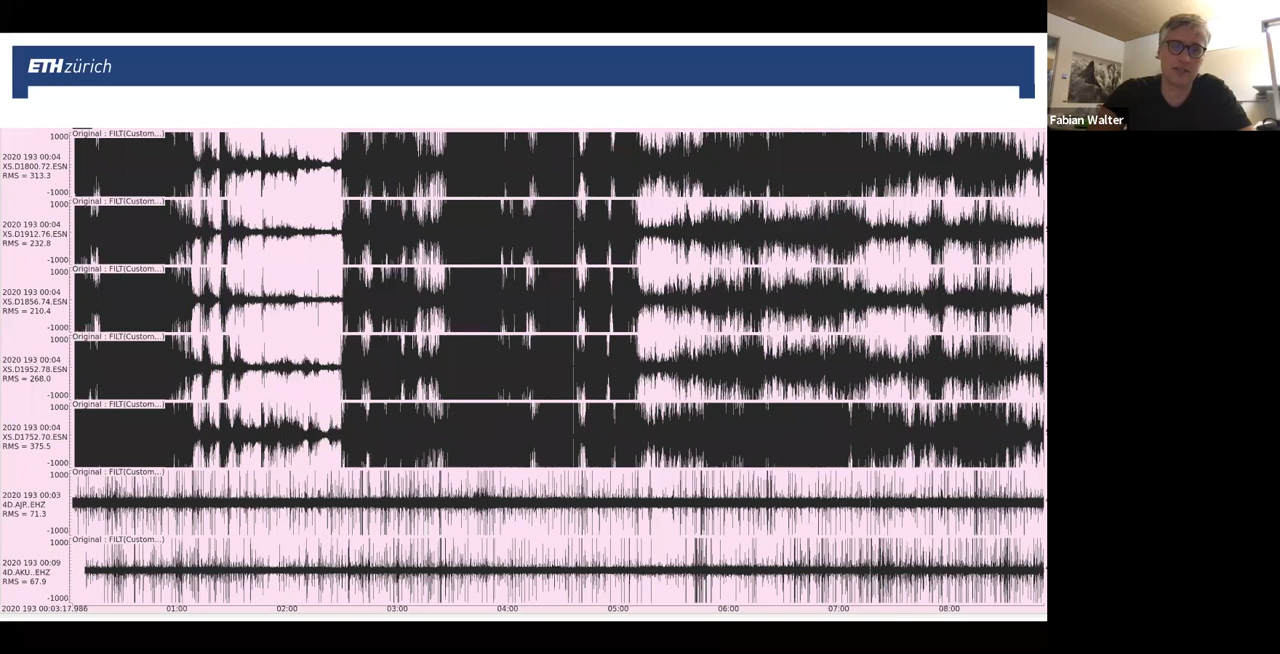 ETH zürich
Fabian Walter
Original : FILT(Custom...)
1000
2020 193 00:04
XS.D1800.72.ESN
RMS = 313.3
-1000
Original : FILT(Custom...)
1000
2020 193 00:04
XS.D1912.76.ESN
RMS = 232.8
-1000
Original : FILT(Custom...)
1000
2020 193 00:04
XS.D1856.74.ESN
RMS = 210.4
-1000
Original : FILT(Custom...)
1000
2020 193 00:04
XS.D1952.78.ESN
RMS = 268.0
-1000
Original : FILT(Custom...)
1000
2020 193 00:04
XS.D1752.70.ESN
RMS = 375.5
-1000
Original : FILT(Custom...)
1000
2020 193 00:03
4D.AJP..EHZ
RMS = 71.3
-1000
Original : FILT(Custom...)
1000
2020 193 00:09
4D.AKU..EHZ
RMS = 67.9
-1000
2020 193 00:03:17.986 01:00 02:00 03:00 04:00 05:00 06:00 07:00 08:00